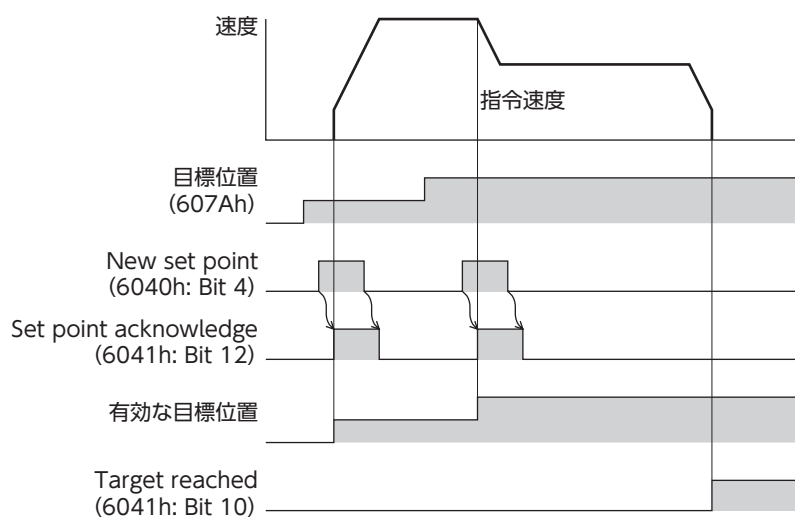 速度
指令速度
目標位置
(607Ah)
New set point
(6040h: Bit 4)
Set point acknowledge
(6041h: Bit 12)
有効な目標位置
Target reached
(6041h: Bit 10)